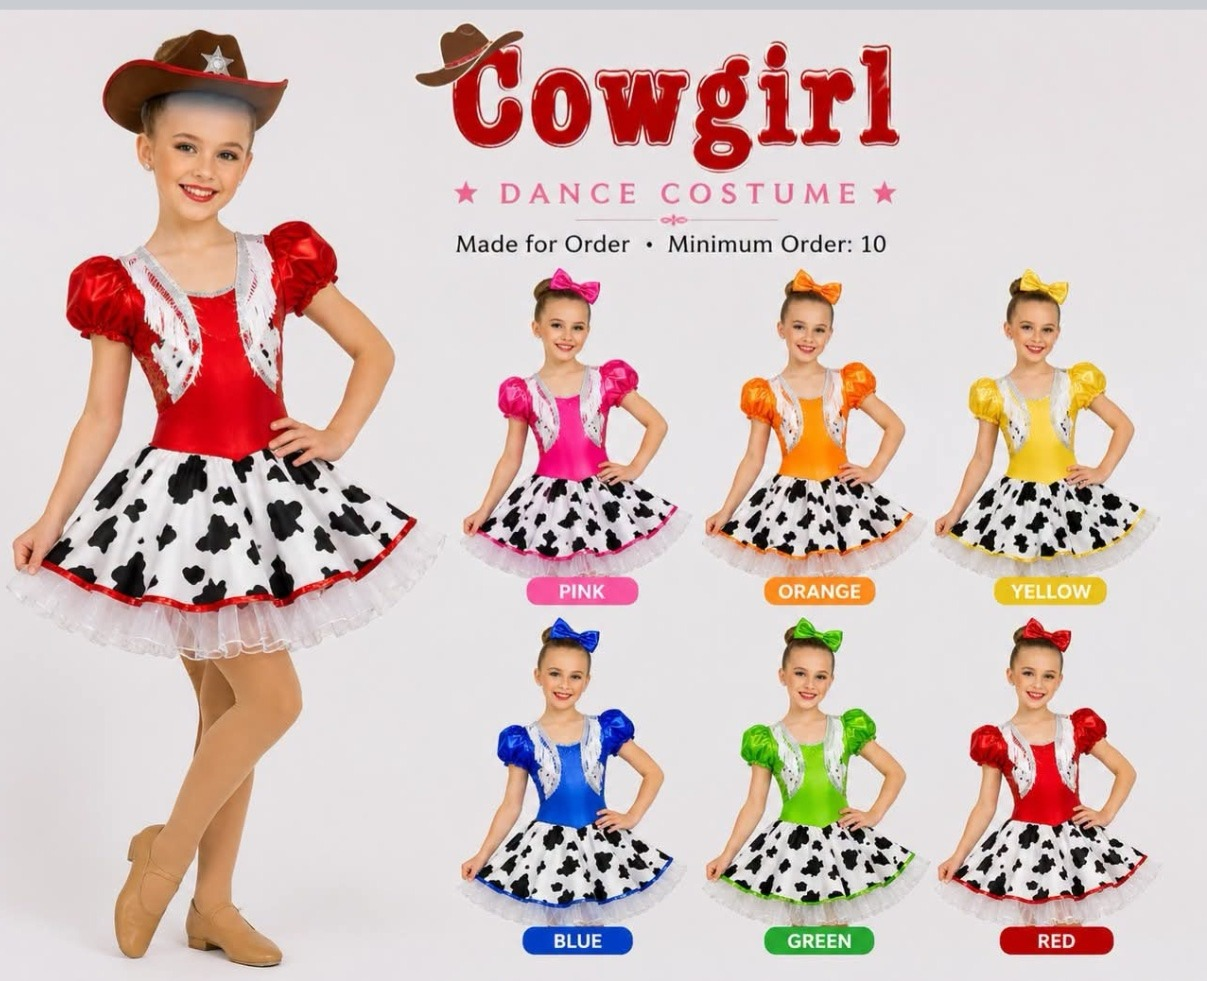 Cowgirl
★ DANCE COSTUME ★
Made for Order • Minimum Order: 10
PINK
ORANGE
YELLOW
BLUE
GREEN
RED